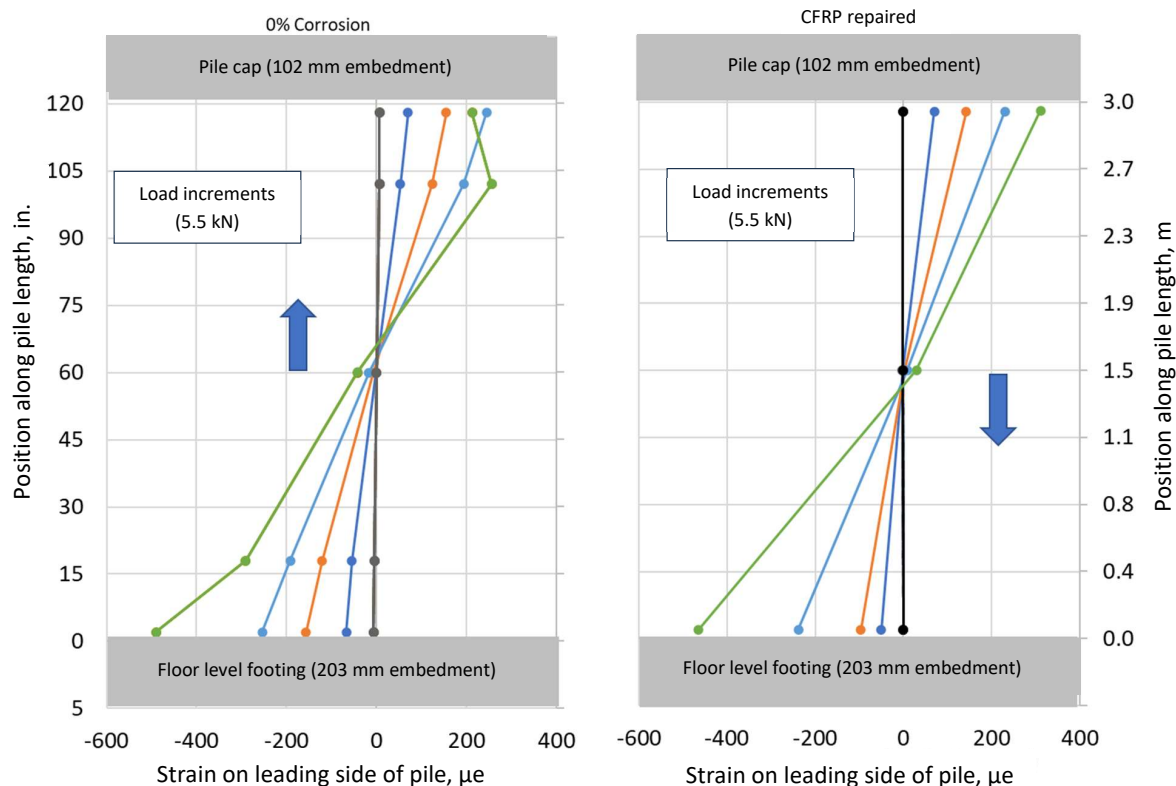 0% Corrosion
Pile cap (102 mm embedment)
120
105
90
75
60
45
30
15
0
5
Position along pile length, in.
Load increments
(5.5 kN)
Floor level footing (203 mm embedment)
-600
-400
-200
0
200
400
Strain on leading side of pile, µe
CFRP repaired
Pile cap (102 mm embedment)
Load increments
(5.5 kN)
3.0
2.7
2.3
1.9
1.5
1.1
0.8
0.4
0.0
Position along pile length, m
Floor level footing (203 mm embedment)
-600
-400
-200
0
200
400
Strain on leading side of pile, µe